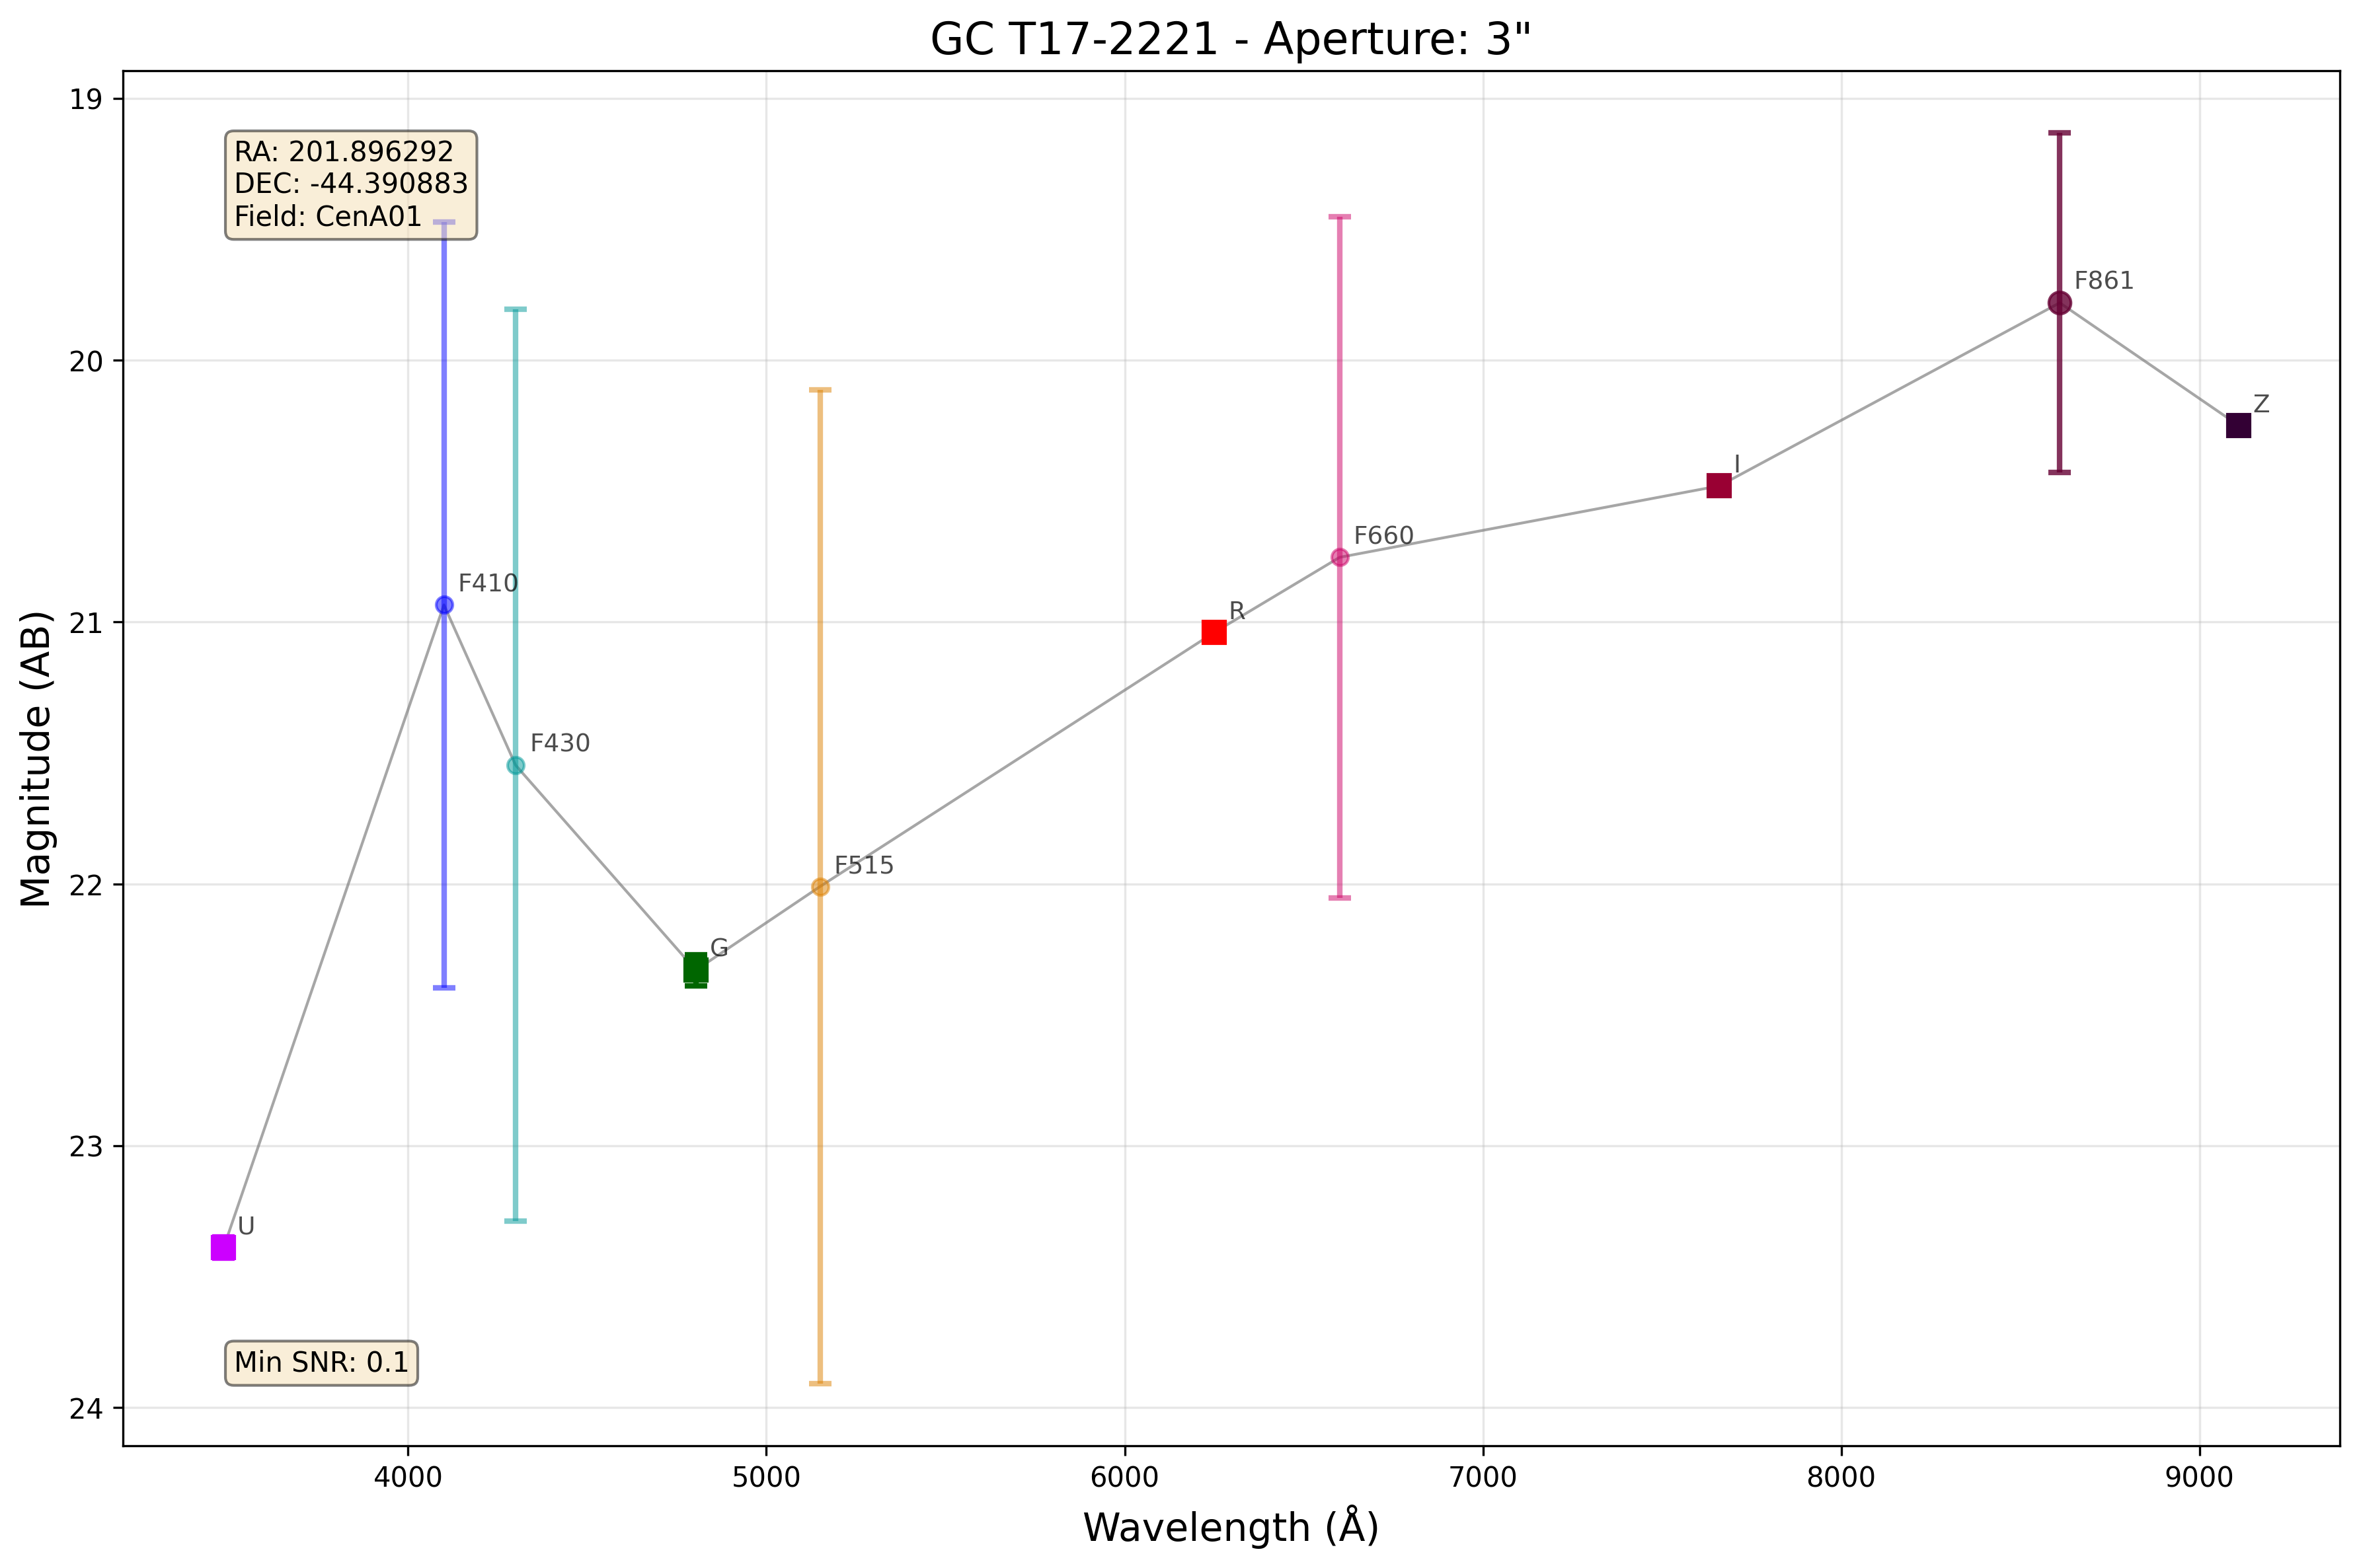 GC T17-2221 - Aperture: 3"
19
20
21
22
23
24
Magnitude (AB)
RA: 201.896292
DEC: -44.390883
Field: CenA01
U
F410
F430
G
F515
R
F660
I
F861
Z
Min SNR: 0.1
4000
5000
6000
7000
8000
9000
Wavelength (Å)